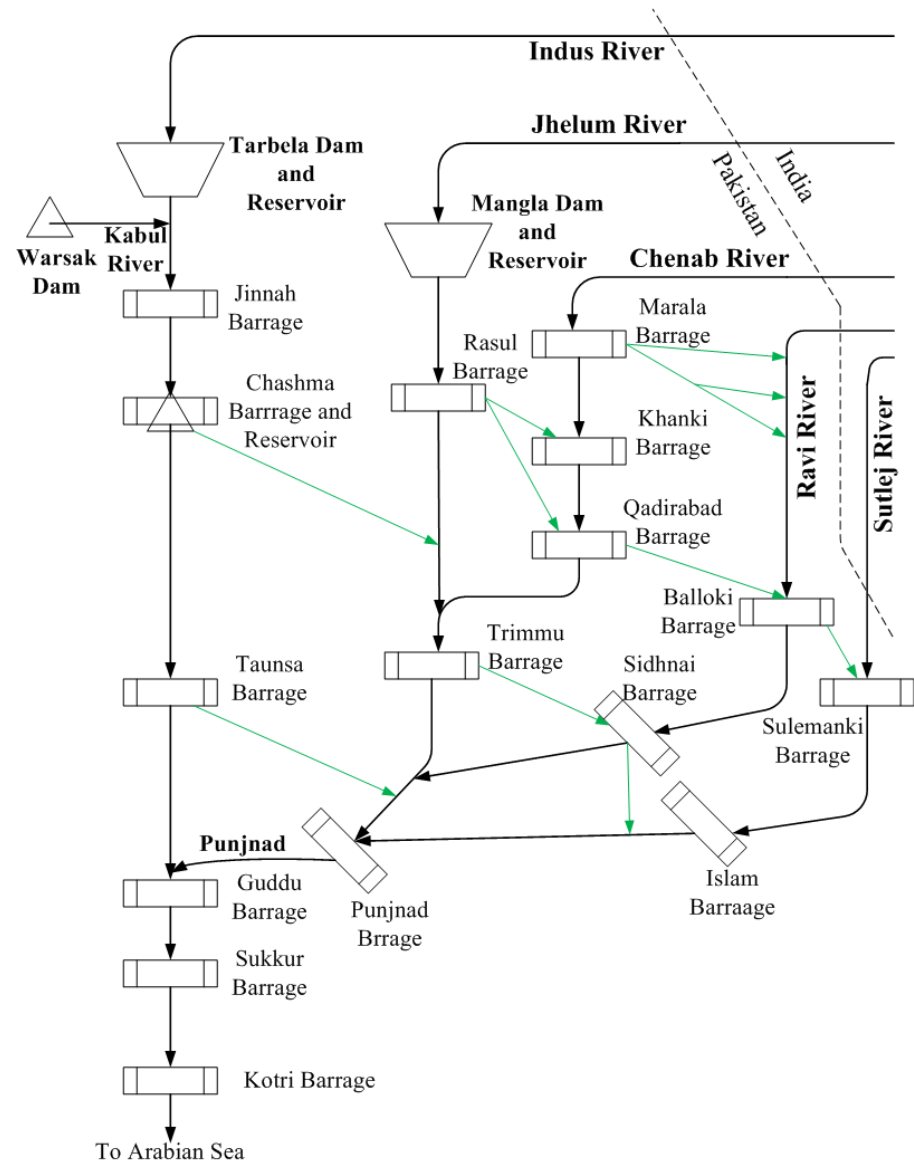 Indus River
Jhelum River
India
Pakistan
Tarbela Dam
and
Reservoir
Mangla Dam
and
Reservoir
Kabul
River
Warsak
Dam
Chenab River
Jinnah
Barrage
Marala
Barrage
Rasul
Barrage
Chashma
Barrrage and
Reservoir
Khanki
Barrage
Ravi River
Sutlej River
Qadirabad
Barrage
Balloki
Barrage
Trimmu
Barrage
Sidhnai
Barrage
Taunsa
Barrage
Sulemanki
Barrage
Punjnad
Guddu
Barrage
Punjnad
Brrage
Islam
Barraage
Sukkur
Barrage
Kotri Barrage
To Arabian Sea